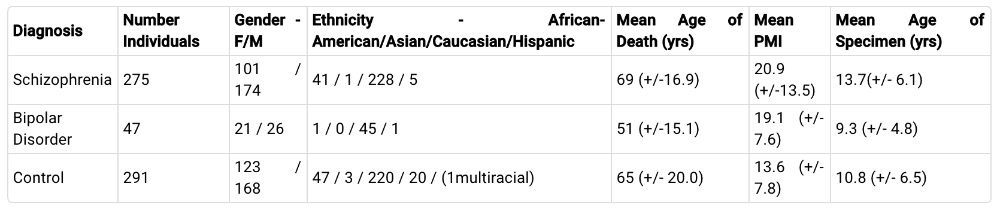 Diagnosis
Number
Individuals
Gender -
F/M
Ethnicity - African-
American/Asian/Caucasian/Hispanic
Mean Age of
Death (yrs)
Mean
PMI
Mean Age of
Specimen (yrs)
Schizophrenia
275
101 /
174
41 / 1 / 228 / 5
69 (+/-16.9)
20.9
(+/-13.5)
13.7(+/- 6.1)
Bipolar
Disorder
47
21 / 26
1 / 0 / 45 / 1
51 (+/-15.1)
19.1 (+/-
7.6)
9.3 (+/- 4.8)
Control
291
123 /
168
47 / 3 / 220 / 20 / (1multiracial)
65 (+/- 20.0)
13.6 (+/-
7.8)
10.8 (+/- 6.5)